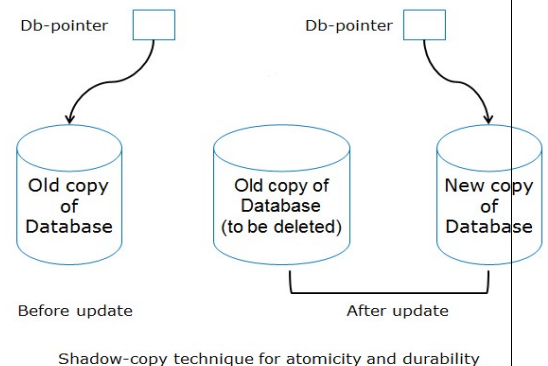 Db-pointer
Db-pointer
Old copy
of
Database
Old copy of
Database
(to be deleted)
New copy
of
Database
Before update
After update
Shadow-copy technique for atomicity and durability